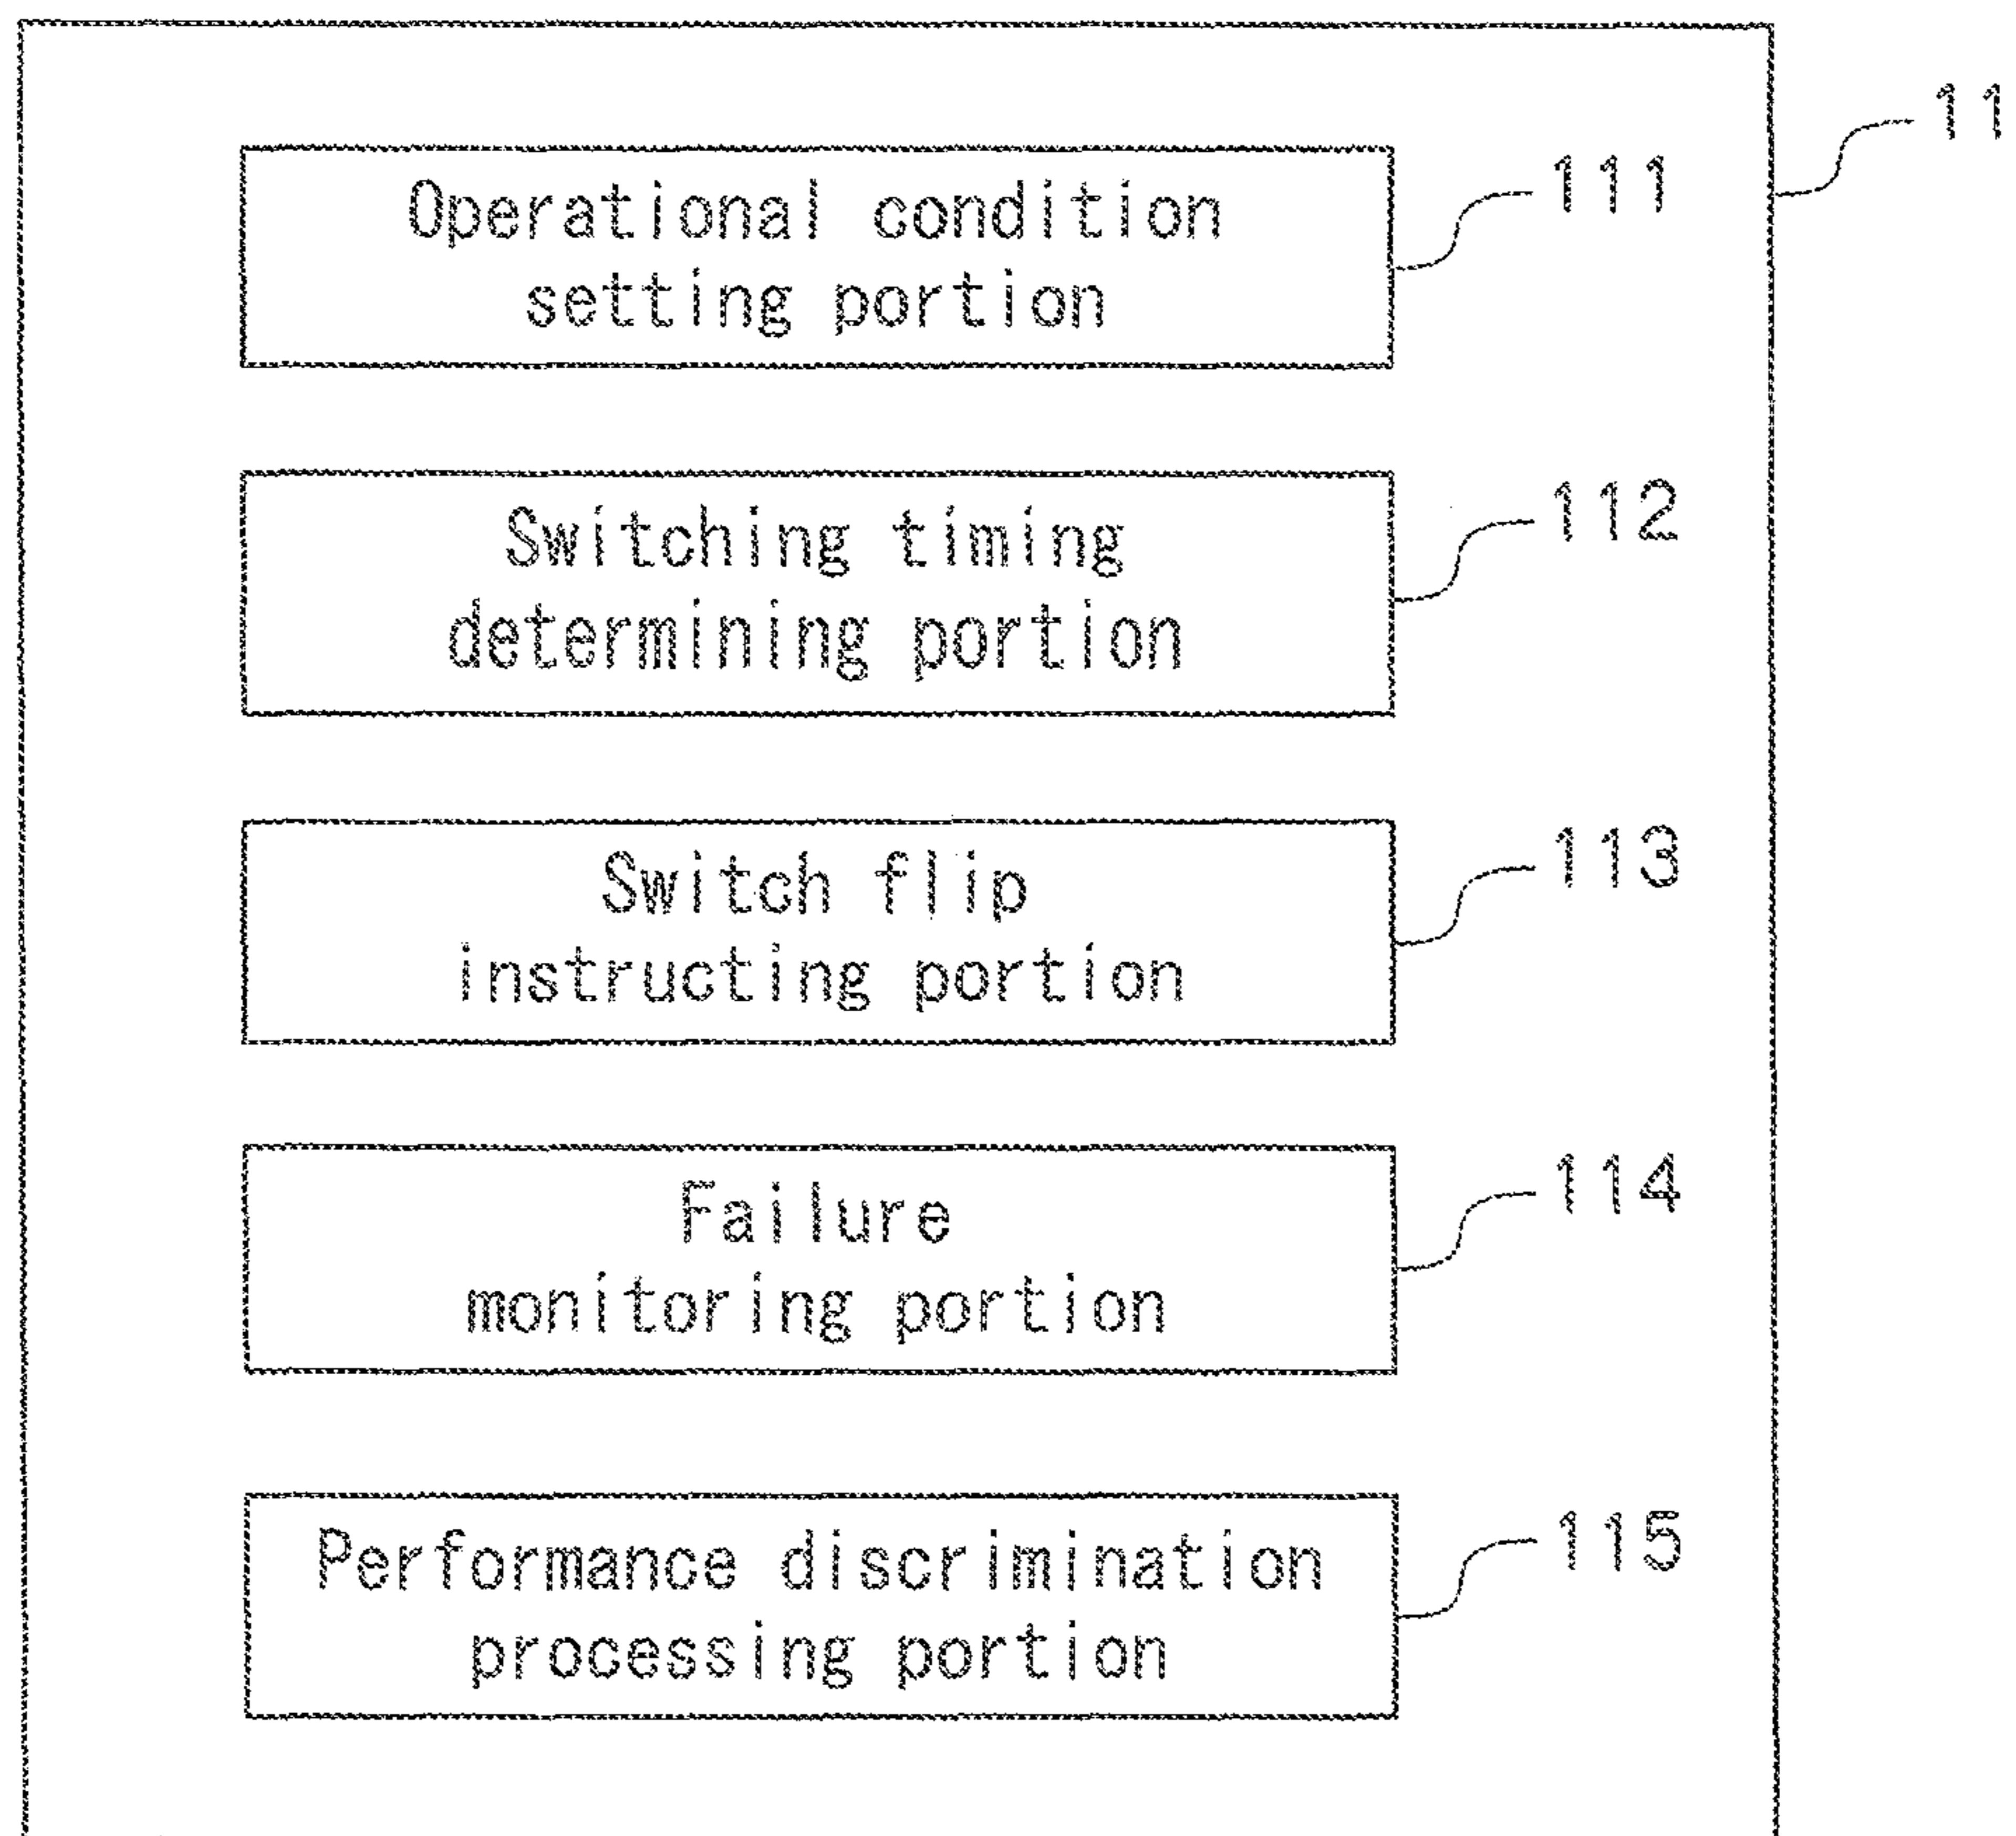 11
Operational condition
setting portion
111
Switching timing
determining portion
112
Switch flip
instructing portion
113
Failure
monitoring portion
114
Performance discrimination
processing portion
115